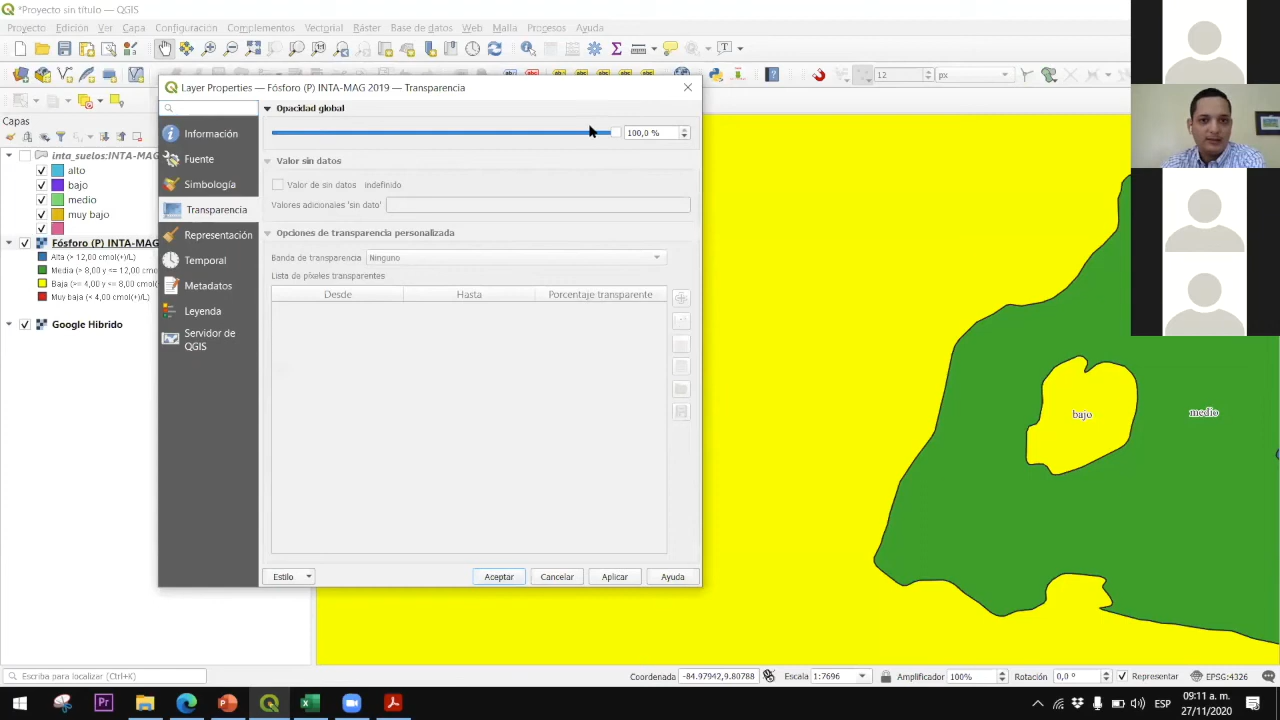 *Proyecto sin título — QGIS
Proyecto Edición Ver Capa Configuración Complementos Vectorial Ráster Base de datos Web Malla Procesos Ayuda
12 px
Layer Properties — Fósforo (P) INTA-MAG 2019 — Transparencia
Capas
inta_suelos:INTA-MAG
alto
bajo
medio
muy bajo
Fósforo (P) INTA-MAG
Alta (> 12,00 cmol(+)/L)
Media (> 8,00 y <= 12,00 cmo
Baja (>= 4,00 y <= 8,00 cmol(
Muy baja (< 4,00 cmol(+)/L)
Google Hibrido
Información
Fuente
Simbología
Transparencia
Representación
Temporal
Metadatos
Leyenda
Servidor de
QGIS
Opacidad global
100,0 %
Valor sin datos
Valor de sin datos indefinido
Valores adicionales 'sin dato'
Opciones de transparencia personalizada
Banda de transparencia Ninguno
Lista de píxeles transparentes
Desde Hasta Porcentaje transparente
Estilo Aceptar Cancelar Aplicar Ayuda
bajo
medio
Escriba para localizar (Ctrl+K)
Coordenada -84.97942,9.80788 Escala 1:7696 Amplificador 100% Rotación 0,0 ° Representar EPSG:4326
Pr
ESP
09:11 a. m.
27/11/2020